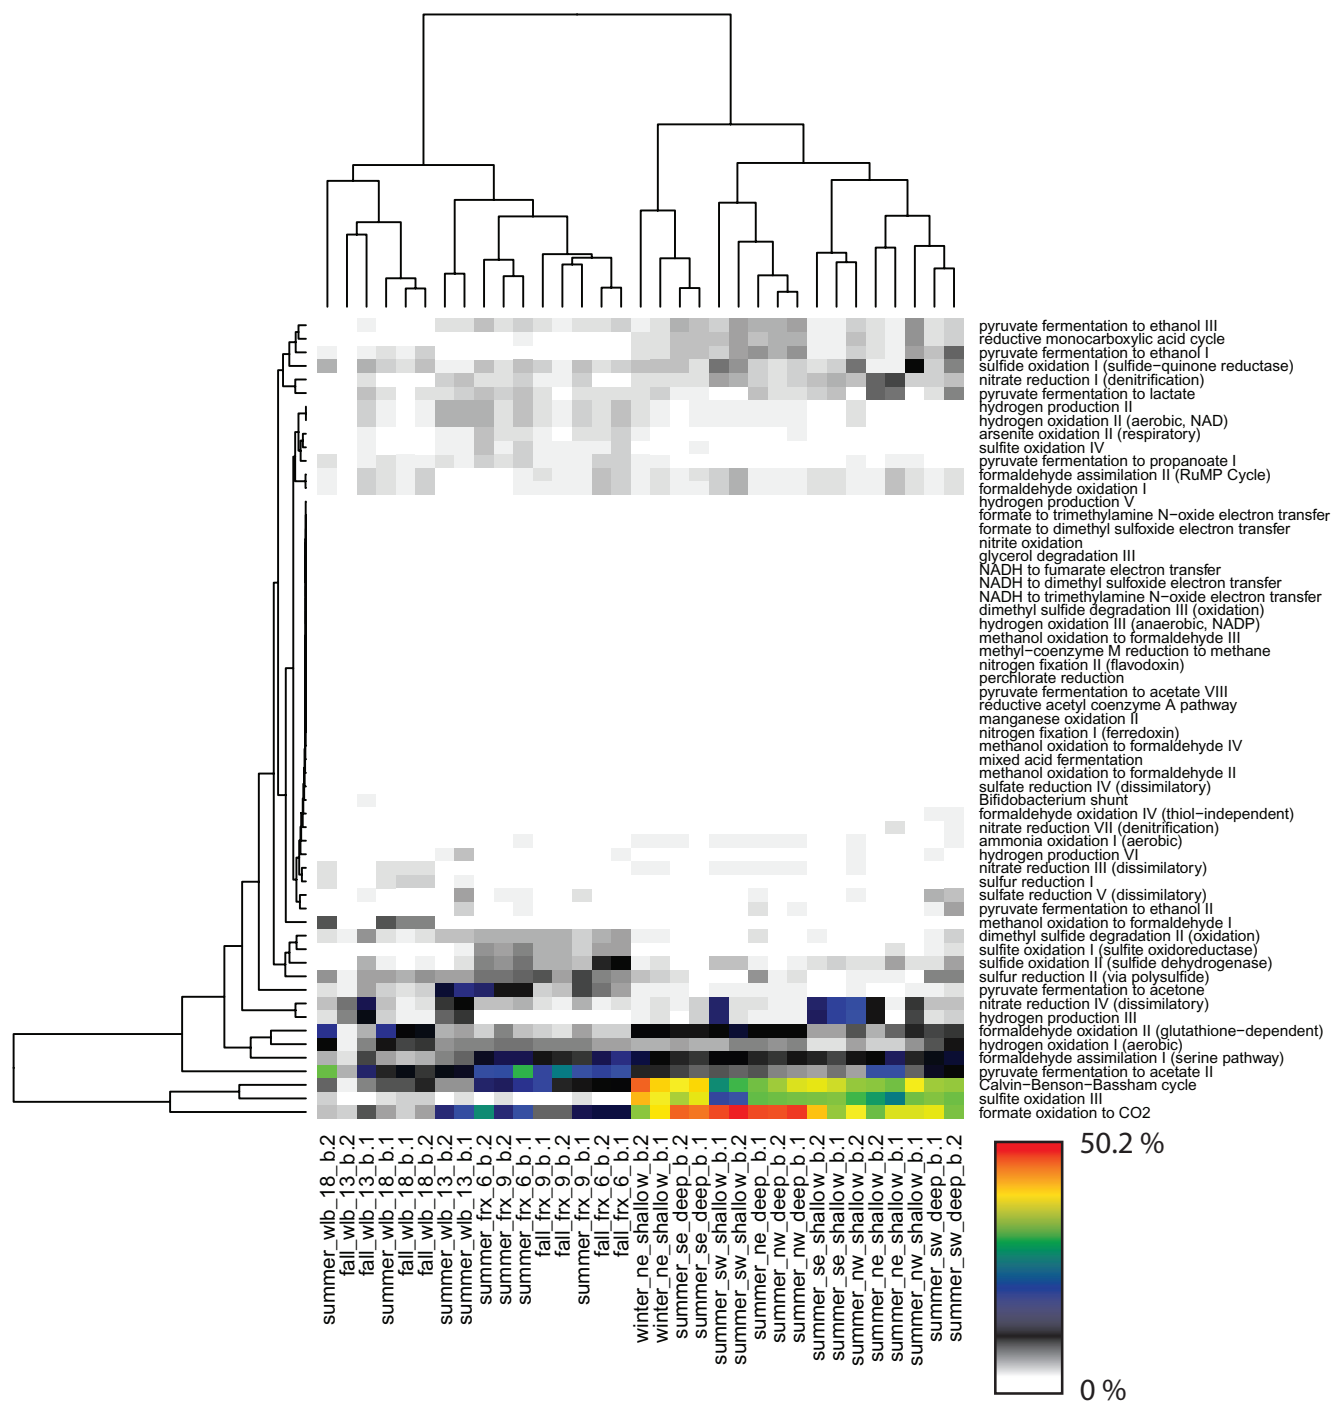 pyruvate fermentation to ethanol III
reductive monocarboxylic acid cycle
pyruvate fermentation to ethanol I
sulfide oxidation I (sulfide−quinone reductase)
nitrate reduction I (denitrification)
pyruvate fermentation to lactate
hydrogen production II
hydrogen oxidation II (aerobic, NAD)
arsenite oxidation II (respiratory)
sulfite oxidation IV
pyruvate fermentation to propanoate I
formaldehyde assimilation II (RuMP Cycle)
formaldehyde oxidation I
hydrogen production V
formate to trimethylamine N−oxide electron transfer
formate to dimethyl sulfoxide electron transfer
nitrite oxidation
glycerol degradation III
NADH to fumarate electron transfer
NADH to dimethyl sulfoxide electron transfer
NADH to trimethylamine N−oxide electron transfer
dimethyl sulfide degradation III (oxidation)
hydrogen oxidation III (anaerobic, NADP)
methanol oxidation to formaldehyde III
methyl−coenzyme M reduction to methane
nitrogen fixation II (flavodoxin)
perchlorate reduction
pyruvate fermentation to acetate VIII
reductive acetyl coenzyme A pathway
manganese oxidation II
nitrogen fixation I (ferredoxin)
methanol oxidation to formaldehyde IV
mixed acid fermentation
methanol oxidation to formaldehyde II
sulfate reduction IV (dissimilatory)
Bifidobacterium shunt
formaldehyde oxidation IV (thiol−independent)
nitrate reduction VII (denitrification)
ammonia oxidation I (aerobic)
hydrogen production VI
nitrate reduction III (dissimilatory)
sulfur reduction I
sulfate reduction V (dissimilatory)
pyruvate fermentation to ethanol II
methanol oxidation to formaldehyde I
dimethyl sulfide degradation II (oxidation)
sulfite oxidation I (sulfite oxidoreductase)
sulfide oxidation II (sulfide dehydrogenase)
sulfur reduction II (via polysulfide)
pyruvate fermentation to acetone
nitrate reduction IV (dissimilatory)
hydrogen production III
formaldehyde oxidation II (glutathione−dependent)
hydrogen oxidation I (aerobic)
formaldehyde assimilation I (serine pathway)
pyruvate fermentation to acetate II
Calvin−Benson−Bassham cycle
sulfite oxidation III
formate oxidation to CO2
summer_wlb_18_b.2
fall_wlb_13_b.2
fall_wlb_13_b.1
summer_wlb_18_b.1
fall_wlb_18_b.1
fall_wlb_18_b.2
summer_wlb_13_b.2
summer_wlb_13_b.1
summer_frx_6_b.2
summer_frx_9_b.2
summer_frx_6_b.1
fall_frx_9_b.1
fall_frx_9_b.2
summer_frx_9_b.1
fall_frx_6_b.2
fall_frx_6_b.1
winter_ne_shallow_b.2
winter_ne_shallow_b.1
summer_se_deep_b.2
summer_se_deep_b.1
summer_sw_shallow_b.1
summer_sw_shallow_b.2
summer_ne_deep_b.1
summer_nw_deep_b.2
summer_nw_deep_b.1
summer_se_shallow_b.2
summer_se_shallow_b.1
summer_nw_shallow_b.2
summer_ne_shallow_b.2
summer_ne_shallow_b.1
summer_nw_shallow_b.1
summer_sw_deep_b.1
summer_sw_deep_b.2
50.2 %
0 %